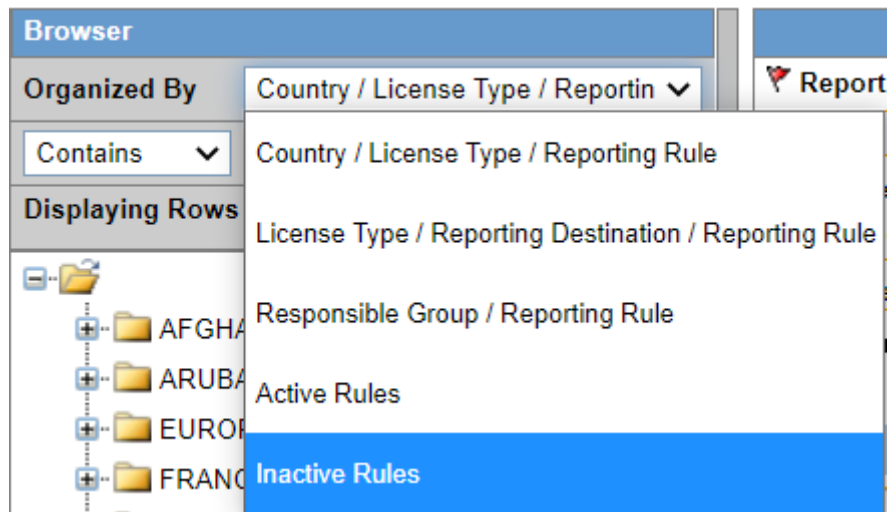 Browser
Organized By Country / License Type / Reportin
Report
Contains
Country / License Type / Reporting Rule
Displaying Rows
License Type / Reporting Destination / Reporting Rule
Responsible Group / Reporting Rule
AFGHA
ARUBA
Active Rules
EUROP
Inactive Rules
FRANC